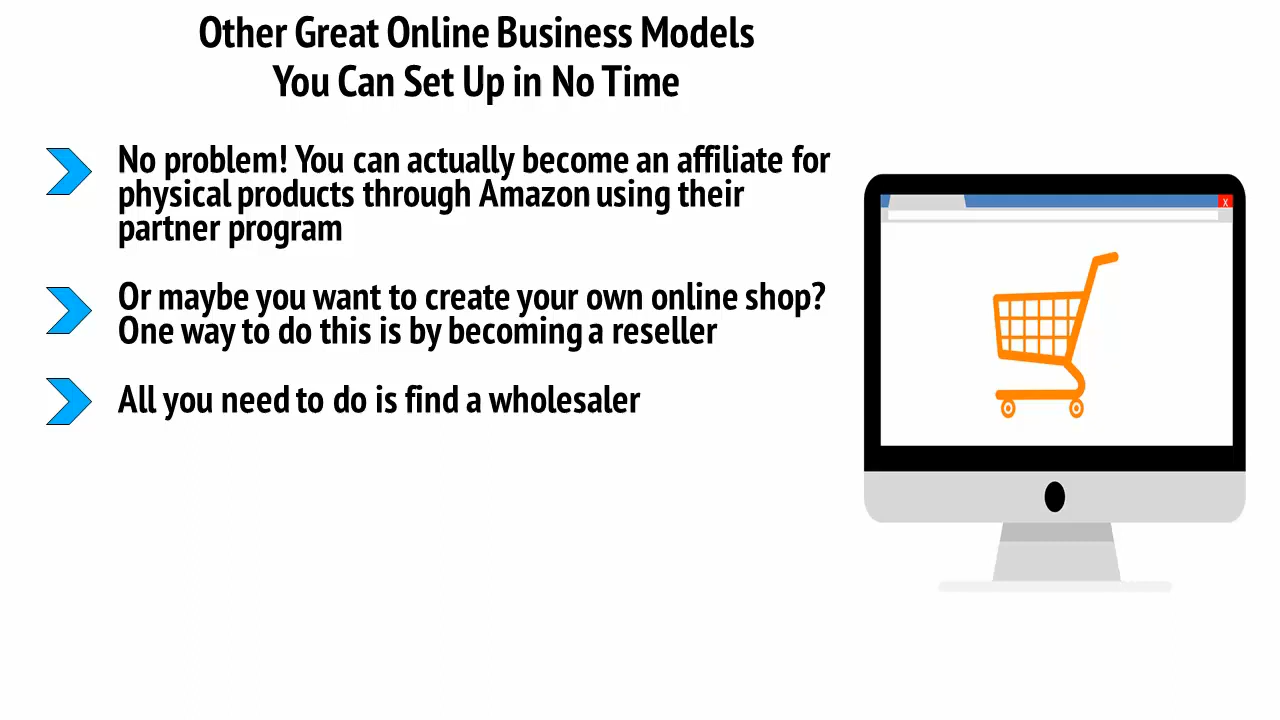 Other Great Online Business Models
You Can Set Up in No Time
No problem! You can actually become an affiliate for
physical products through Amazon using their
partner program
Or maybe you want to create your own online shop?
One way to do this is by becoming a reseller
All you need to do is find a wholesaler
X